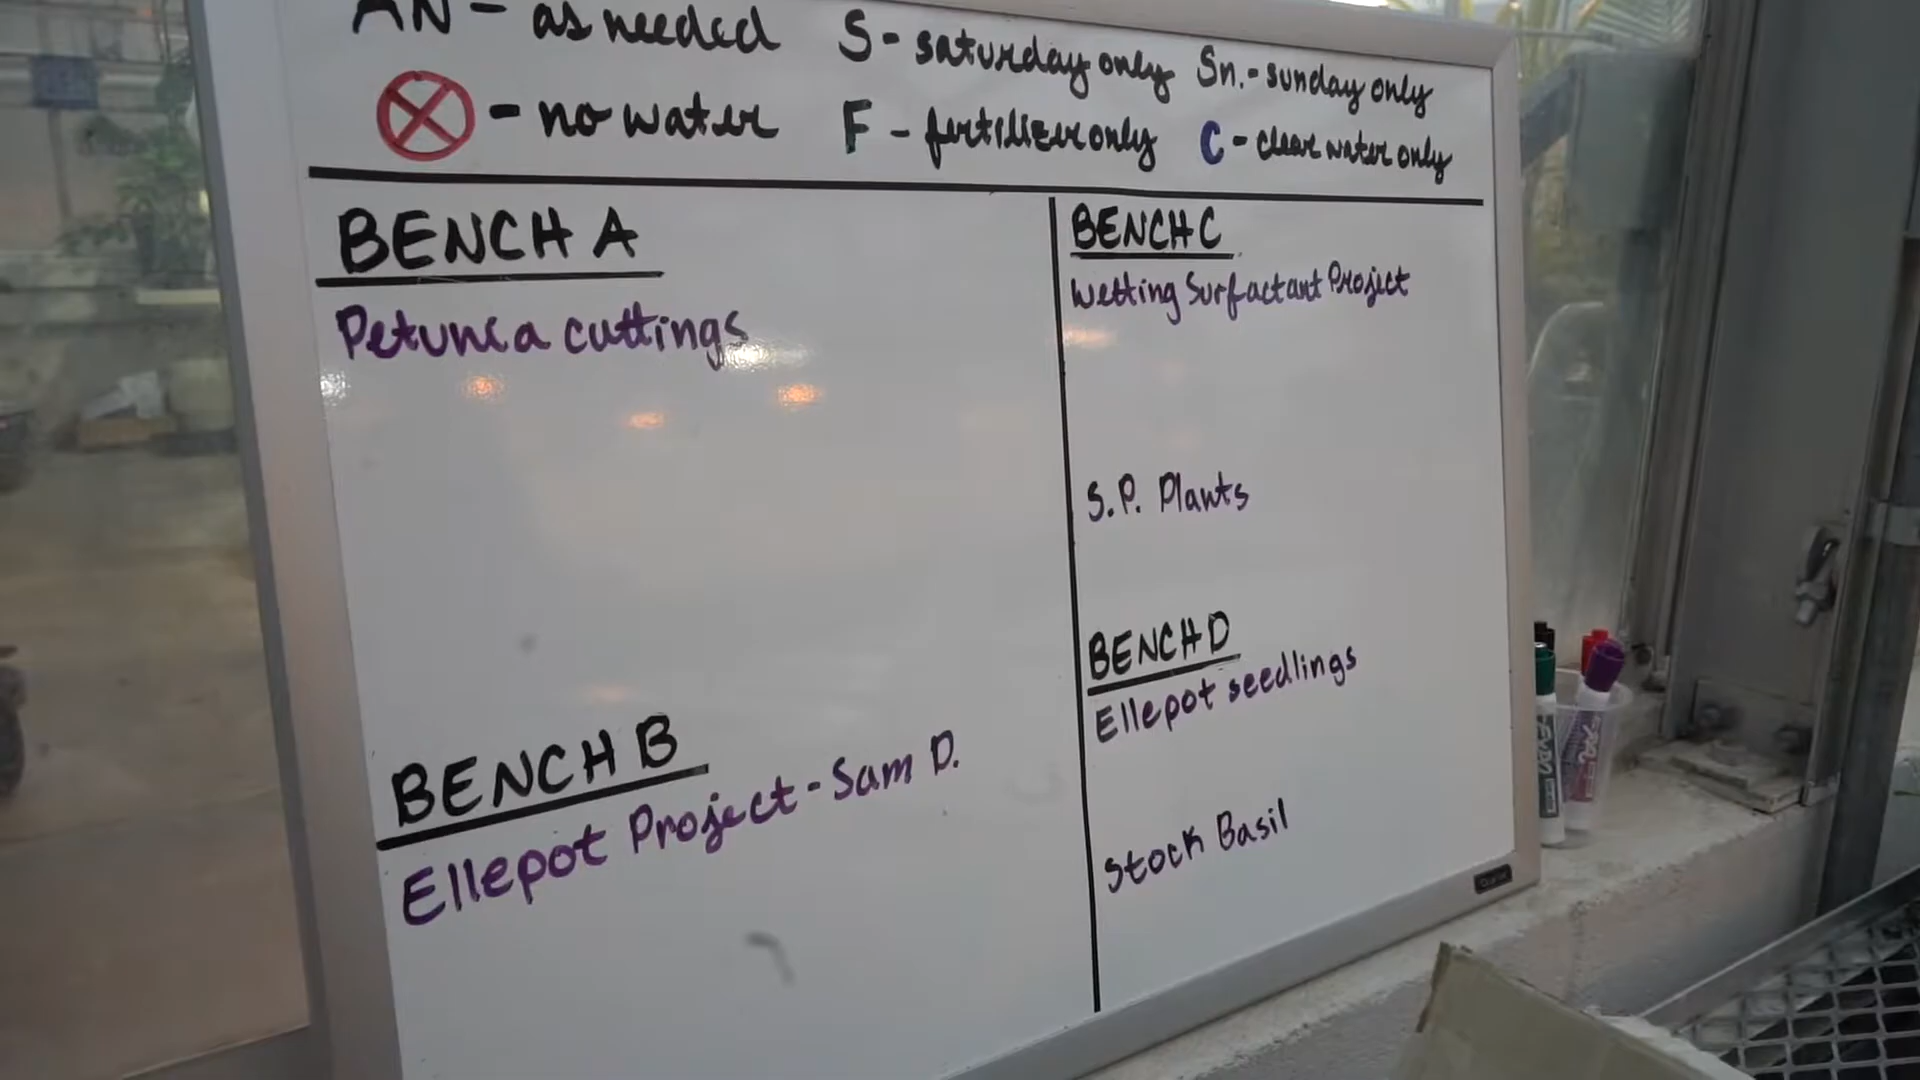 AN - as needed S - saturday only Sn. - sunday only
- no water F - fertilizer only C - clear water only
BENCH A
Petunia cuttings
BENCH B
Ellepot Project - Sam D.
BENCH C
Wetting Surfactant Project
S.P. Plants
BENCH D
Ellepot seedlings
Stock Basil
EXPO